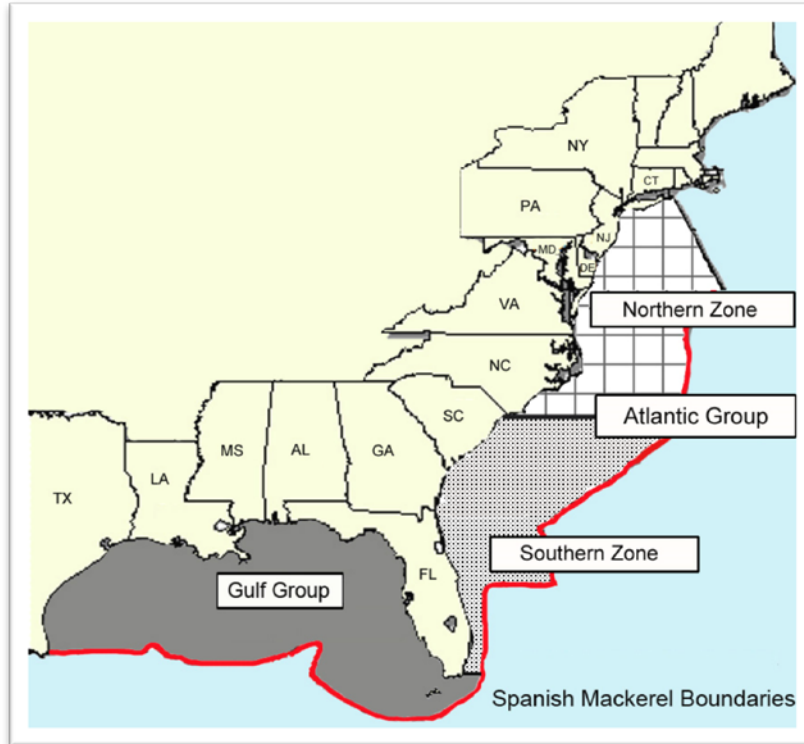 NY
CT
PA
NJ
MD
DE
VA
Northern Zone
NC
SC
Atlantic Group
MS
AL
GA
LA
TX
Southern Zone
FL
Gulf Group
Spanish Mackerel Boundaries